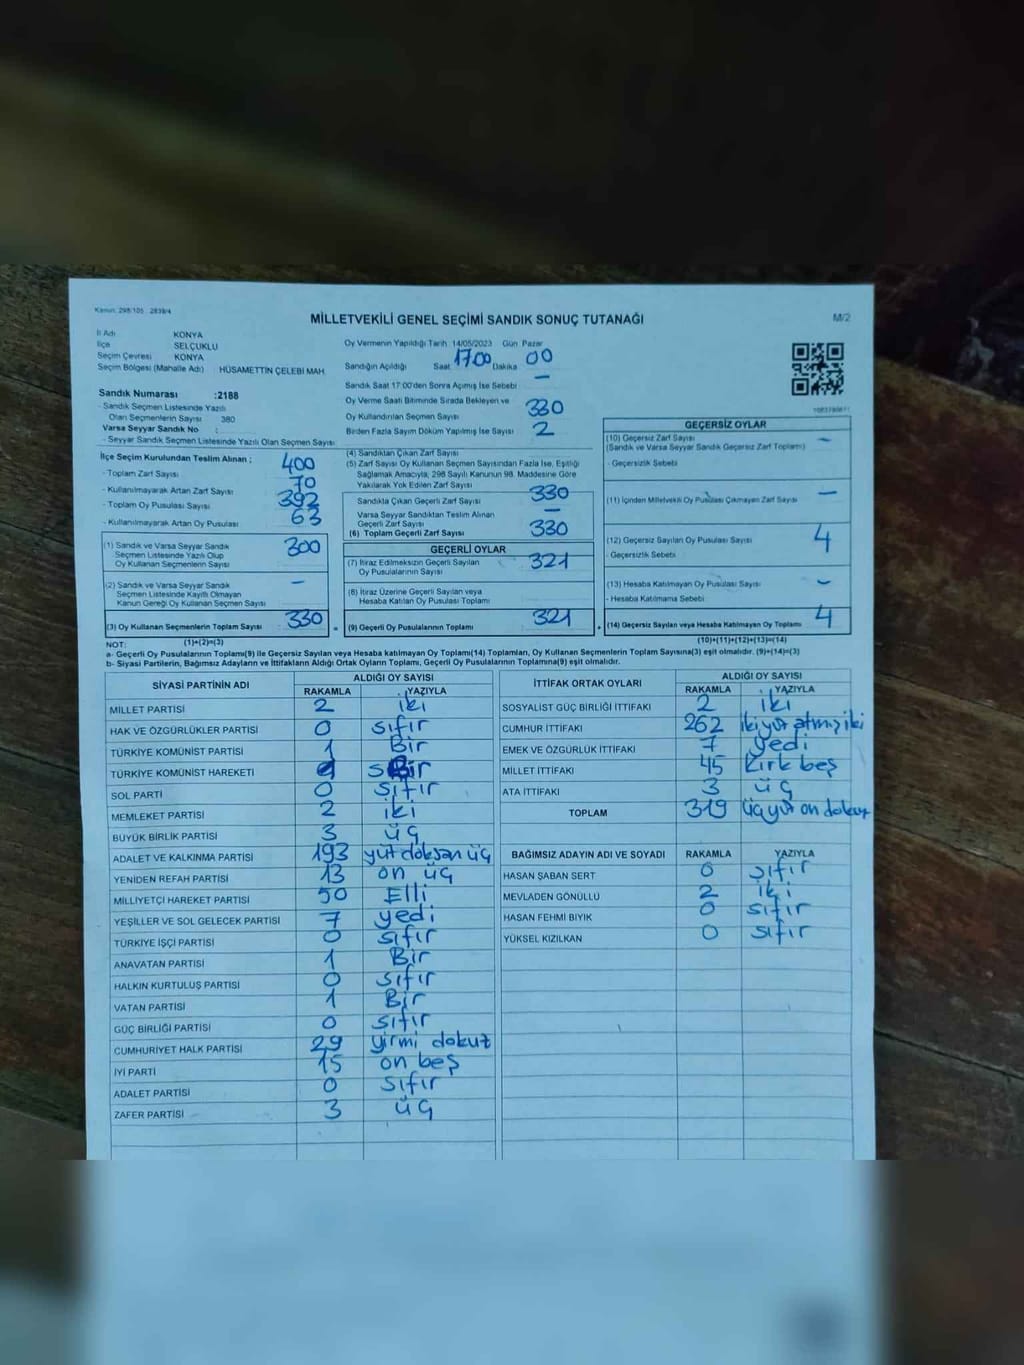 Kanun: 298/105 2839/4
MİLLETVEKİLİ GENEL SEÇİMİ SANDIK SONUÇ TUTANAĞI
M/2
İl Adı KONYA
İlçe SELÇUKLU
Seçim Çevresi KONYA
Seçim Bölgesi (Mahalle Adı) HÜSAMETTİN ÇELEBİ MAH.
Sandık Numarası :2188
- Sandık Seçmen Listesinde Yazılı
Olan Seçmenlerin Sayısı 380
Varsa Seyyar Sandık No :
- Seyyar Sandık Seçmen Listesinde Yazılı Olan Seçmen Sayısı
Oy Vermenin Yapıldığı Tarih 14/05/2023 Gün Pazar
Sandığın Açıldığı Saat 17.00 Dakika 00
Sandık Saat 17:00'den Sonra Açılmış İse Sebebi —
Oy Verme Saati Bitiminde Sırada Bekleyen ve
Oy Kullandırılan Seçmen Sayısı 330
Birden Fazla Sayım Döküm Yapılmış İse Sayısı 2
İlçe Seçim Kurulundan Teslim Alınan ;
- Toplam Zarf Sayısı 400
- Kullanılmayarak Artan Zarf Sayısı 70
- Toplam Oy Pusulası Sayısı 392
- Kullanılmayarak Artan Oy Pusulası 63
(1) Sandık ve Varsa Seyyar Sandık
Seçmen Listesinde Yazılı Olup
Oy Kullanan Seçmenlerin Sayısı 300
(2) Sandık ve Varsa Seyyar Sandık
Seçmen Listesinde Kayıtlı Olmayan
Kanun Gereği Oy Kullanan Seçmen Sayısı —
(3) Oy Kullanan Seçmenlerin Toplam Sayısı 330
(1)+(2)=(3)
(4) Sandıktan Çıkan Zarf Sayısı
(5) Zarf Sayısı Oy Kullanan Seçmen Sayısından Fazla İse, Eşitliği
Sağlamak Amacıyla, 298 Sayılı Kanunun 98. Maddesine Göre
Yakılarak Yok Edilen Zarf Sayısı
Sandıkla Çıkan Geçerli Zarf Sayısı 330
Varsa Seyyar Sandıktan Teslim Alınan
Geçerli Zarf Sayısı —
(6) Toplam Geçerli Zarf Sayısı 330
GEÇERLİ OYLAR
(7) İtiraz Edilmeksizin Geçerli Sayılan
Oy Pusulalarının Sayısı 321
(8) İtiraz Üzerine Geçerli Sayılan veya
Hesaba Katılan Oy Pusulası Toplamı
= (9) Geçerli Oy Pusulalarının Toplamı 321
GEÇERSİZ OYLAR
(10) Geçersiz Zarf Sayısı —
(Sandık ve Varsa Seyyar Sandık Geçersiz Zarf Toplamı)
- Geçersizlik Sebebi
(11) İçinden Milletvekili Oy Pusulası Çıkmayan Zarf Sayısı —
(12) Geçersiz Sayılan Oy Pusulası Sayısı 4
- Geçersizlik Sebebi
(13) Hesaba Katılmayan Oy Pusulası Sayısı —
- Hesaba Katılmama Sebebi
+ (14) Geçersiz Sayılan veya Hesaba Katılmayan Oy Toplamı 4
(10)+(11)+(12)+(13)=(14)
NOT:
a- Geçerli Oy Pusulalarının Toplamı(9) ile Geçersiz Sayılan veya Hesaba katılmayan Oy Toplamı(14) Toplamları, Oy Kullanan Seçmenlerin Toplam Sayısına(3) eşit olmalıdır. (9)+(14)=(3)
b- Siyasi Partilerin, Bağımsız Adayların ve İttifakların Aldığı Ortak Oyların Toplamı, Geçerli Oy Pusulalarının Toplamına(9) eşit olmalıdır.
SİYASİ PARTİNİN ADI
ALDIĞI OY SAYISI
RAKAMLA YAZIYLA
MİLLET PARTİSİ 2 iki
HAK VE ÖZGÜRLÜKLER PARTİSİ 0 sıfır
TÜRKİYE KOMÜNİST PARTİSİ 1 Bir
TÜRKİYE KOMÜNİST HAREKETİ
SOL PARTİ 0 sıfır
MEMLEKET PARTİSİ 2 iki
BÜYÜK BİRLİK PARTİSİ 3 üç
ADALET VE KALKINMA PARTİSİ 193 yüz doksan üç
YENİDEN REFAH PARTİSİ 13 on üç
MİLLİYETÇİ HAREKET PARTİSİ 50 Elli
YEŞİLLER VE SOL GELECEK PARTİSİ 7 yedi
TÜRKİYE İŞÇİ PARTİSİ 0 sıfır
ANAVATAN PARTİSİ 1 Bir
HALKIN KURTULUŞ PARTİSİ 0 sıfır
VATAN PARTİSİ 1 Bir
GÜÇ BİRLİĞİ PARTİSİ 0 sıfır
CUMHURİYET HALK PARTİSİ 29 yirmi dokuz
İYİ PARTİ 15 on beş
ADALET PARTİSİ 0 sıfır
ZAFER PARTİSİ 3 üç
İTTİFAK ORTAK OYLARI
ALDIĞI OY SAYISI
RAKAMLA YAZIYLA
SOSYALİST GÜÇ BİRLİĞİ İTTİFAKI 2 iki
CUMHUR İTTİFAKI 262 ikiyüz atmış iki
EMEK VE ÖZGÜRLÜK İTTİFAKI 7 yedi
MİLLET İTTİFAKI 45 Kırk beş
ATA İTTİFAKI 3 üç
TOPLAM 319 üçyüz on dokuz
BAĞIMSIZ ADAYIN ADI VE SOYADI RAKAMLA YAZIYLA
HASAN ŞABAN SERT 0 sıfır
MEVLADEN GÖNÜLLÜ 2 iki
HASAN FEHMİ BIYIK 0 sıfır
YÜKSEL KIZILKAN 0 sıfır